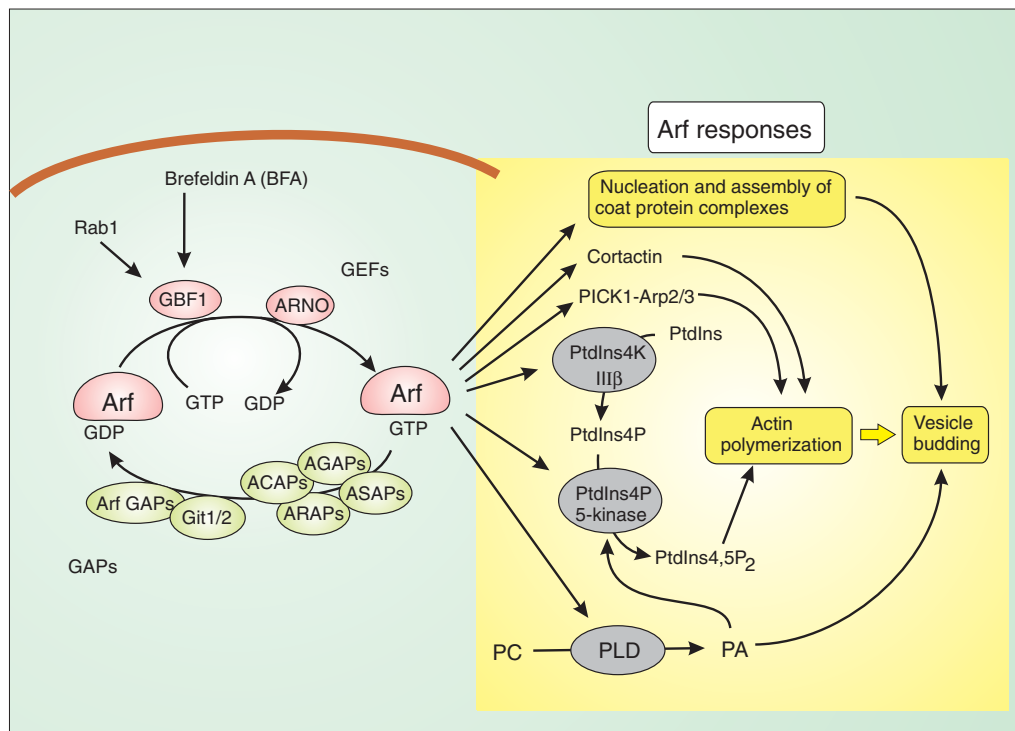 Arf responses
Brefeldin A (BFA)
Rab1
GEFs
GBF1
ARNO
Arf
GDP
GTP
GDP
Arf
GTP
AGAPs
ACAPs
ASAPs
ARAPs
Arf GAPs
Git1/2
GAPs
Nucleation and assembly of
coat protein complexes
Cortactin
PICK1-Arp2/3
PtdIns
PtdIns4K
IIIβ
PtdIns4P
PtdIns4P
5-kinase
PtdIns4,5P2
Actin
polymerization
Vesicle
budding
PC
PLD
PA